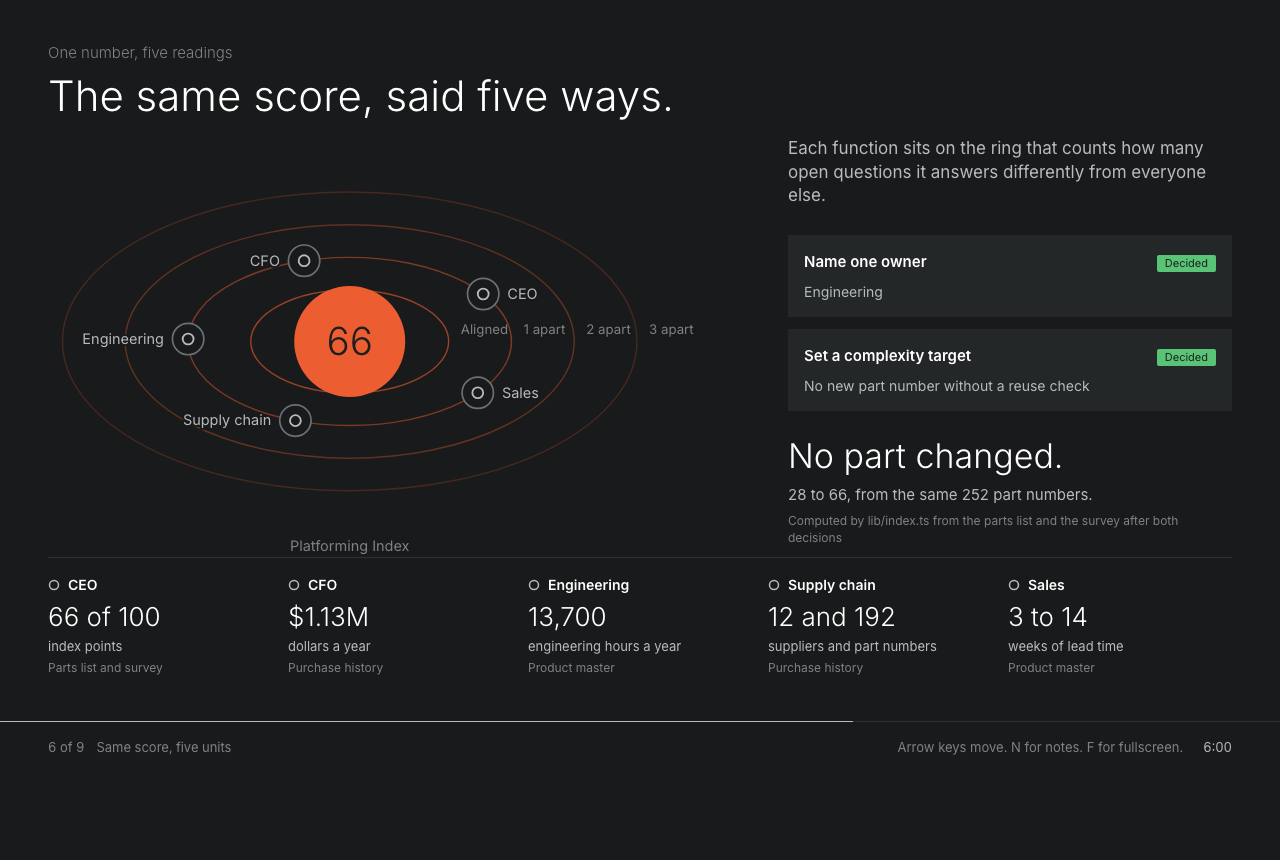 One number, five readings
The same score, said five ways.
Each function sits on the ring that counts how many
open questions it answers differently from everyone
else.
CFO
CEO
Engineering
66
Aligned 1 apart 2 apart 3 apart
Sales
Supply chain
Platforming Index
Name one owner
Decided
Engineering
Set a complexity target
Decided
No new part number without a reuse check
No part changed.
28 to 66, from the same 252 part numbers.
Computed by lib/index.ts from the parts list and the survey after both
decisions
CEO
66 of 100
index points
Parts list and survey
CFO
$1.13M
dollars a year
Purchase history
Engineering
13,700
engineering hours a year
Product master
Supply chain
12 and 192
suppliers and part numbers
Purchase history
Sales
3 to 14
weeks of lead time
Product master
6 of 9 Same score, five units
Arrow keys move. N for notes. F for fullscreen. 6:00